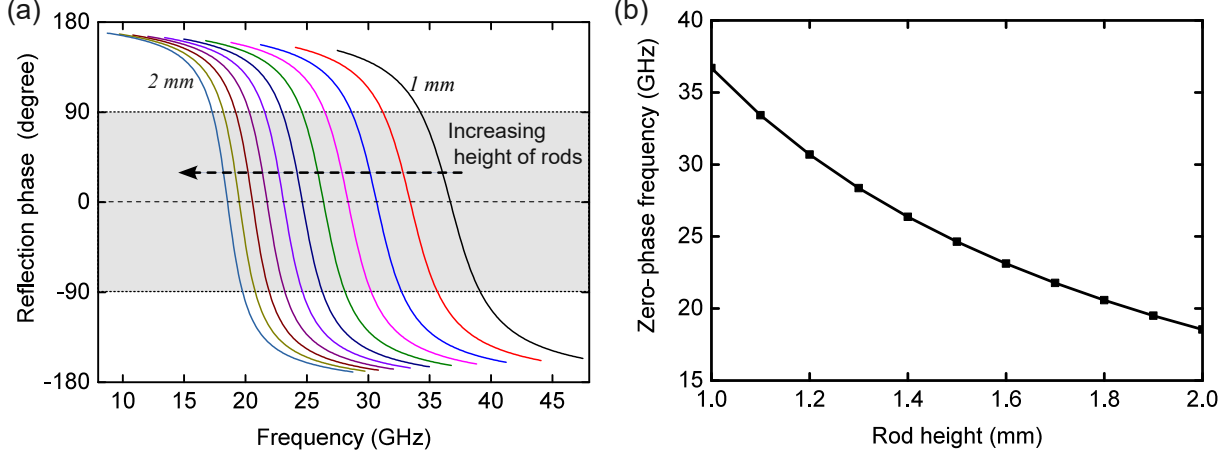 (a)
180
90
0
-90
-180
Reflection phase (degree)
2 mm
1 mm
Increasing
height of rods
10 15 20 25 30 35 40 45
Frequency (GHz)
(b)
40
35
30
25
20
15
Zero- phase frequency (GHz)
1.0 1.2 1.4 1.6 1.8 2.0
Rod height (mm)